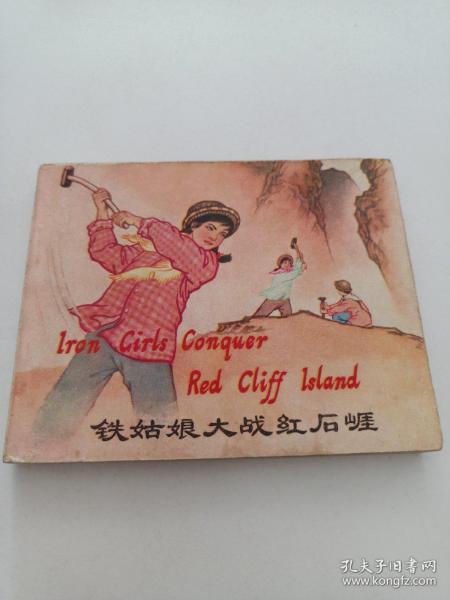 Iron Girls Conquer
Red Cliff Island
铁姑娘大战红石崕
孔夫子旧书网
www.kongfz.com